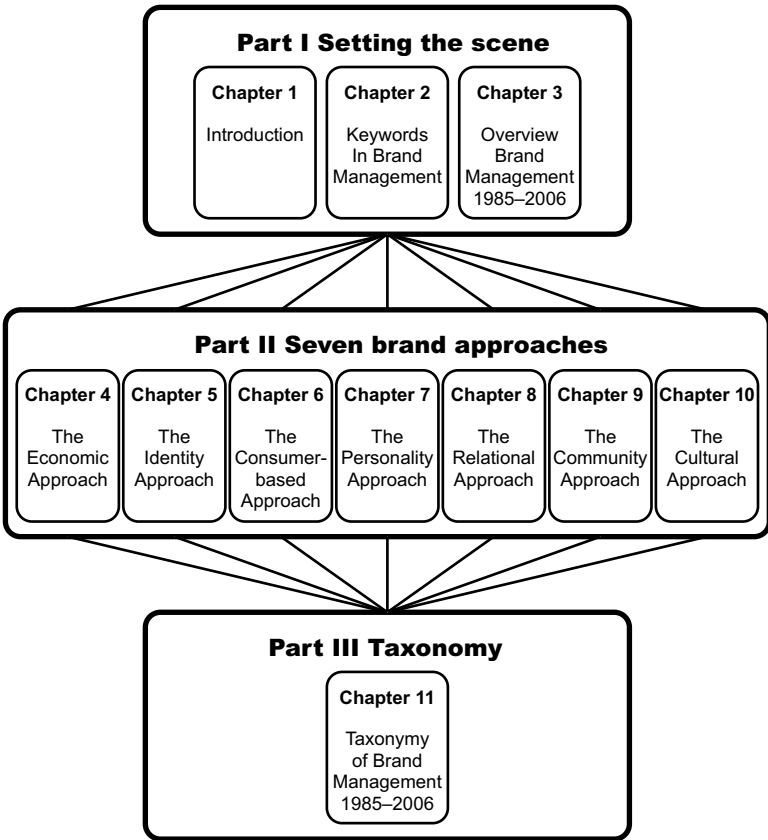 Part I Setting the scene
Chapter 1
Introduction
Chapter 2
Keywords
In Brand
Management
Chapter 3
Overview
Brand
Management
1985–2006
Part II Seven brand approaches
Chapter 4
The
Economic
Approach
Chapter 5
The
Identity
Approach
Chapter 6
The
Consumer-
based
Approach
Chapter 7
The
Personality
Approach
Chapter 8
The
Relational
Approach
Chapter 9
The
Community
Approach
Chapter 10
The
Cultural
Approach
Part III Taxonomy
Chapter 11
Taxonymy
of Brand
Management
1985–2006